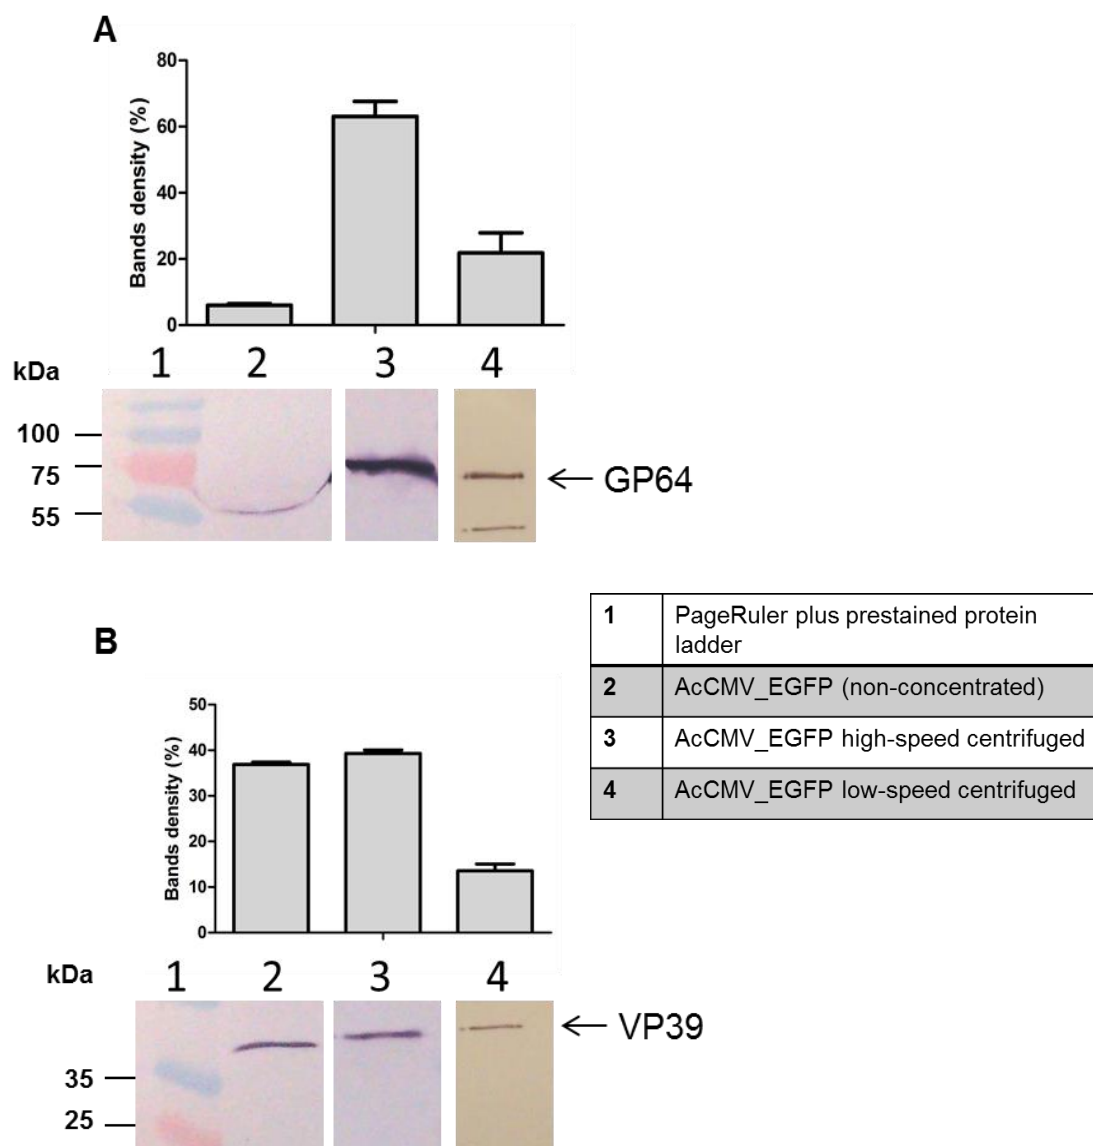 A
Bands density (%)
80
60
40
20
0
kDa
1 2 3 4
100
75
55
GP64
B
Bands density (%)
50
40
30
20
10
0
kDa
1 2 3 4
35
25
VP39
1 PageRuler plus prestained protein
ladder
2 AcCMV_EGFP (non-concentrated)
3 AcCMV_EGFP high-speed centrifuged
4 AcCMV_EGFP low-speed centrifuged